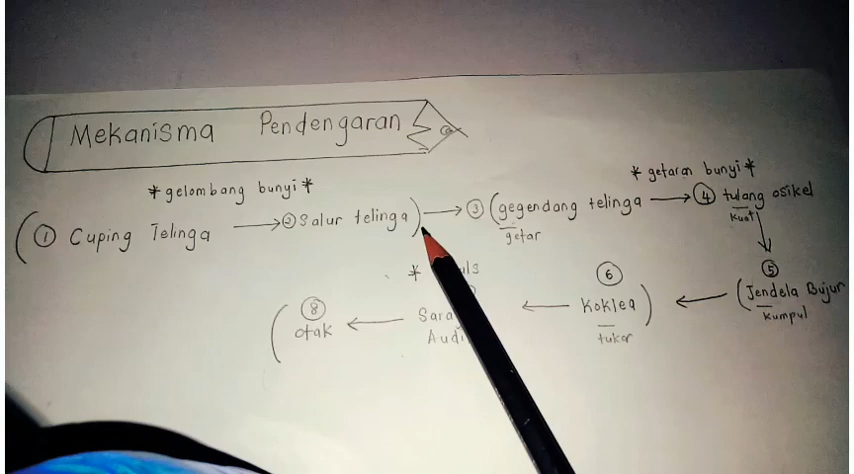 Mekanisma Pendengaran
* gelombang bunyi *
* getaran bunyi *
(① Cuping Telinga → ② Salur telinga) → ③ (gegendang telinga → ④ tulang osikel
getar
kuat
⑤
(Jendela Bujur
kumpul
⑥
Koklea)
tukar
⑧
(otak ←